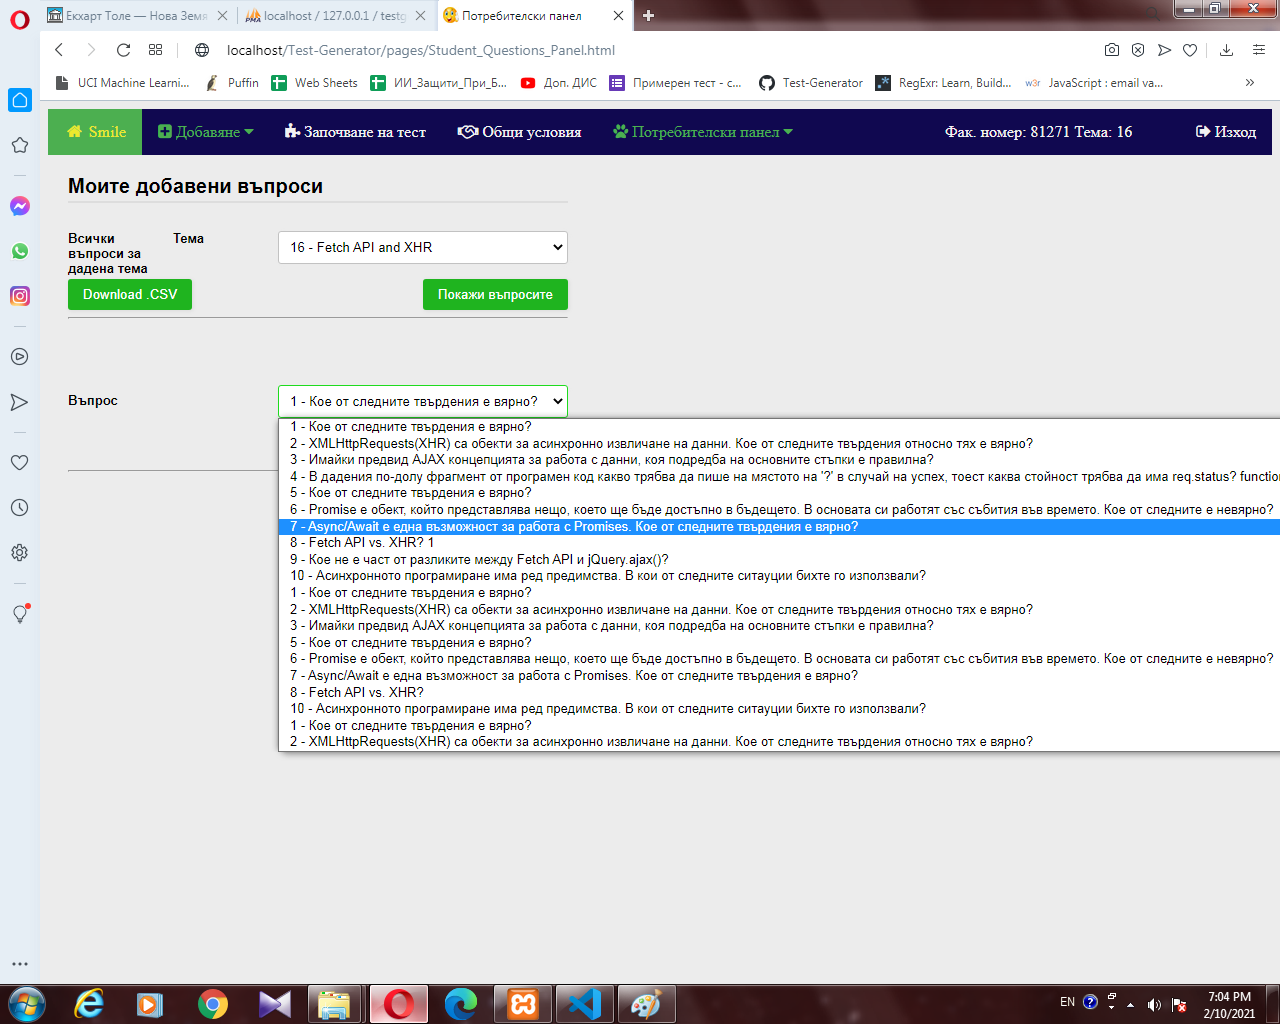 Екхарт Толе — Нова Земя
localhost / 127.0.0.1 / testg
Потребителски панел
localhost/Test-Generator/pages/Student_Questions_Panel.html
UCI Machine Learni...
Puffin
Web Sheets
ИИ_Защити_При_Б...
Доп. ДИС
Примерен тест - с...
Test-Generator
RegExr: Learn, Build...
w3r
JavaScript : email va...
Smile
Добавяне
Започване на тест
Общи условия
Потребителски панел
Фак. номер: 81271 Тема: 16
Изход
Моите добавени въпроси
Всички въпроси за дадена тема
Тема
16 - Fetch API and XHR
Download .CSV
Покажи въпросите
Въпрос
1 - Кое от следните твърдения е вярно?
1 - Кое от следните твърдения е вярно?
2 - XMLHttpRequests(XHR) са обекти за асинхронно извличане на данни. Кое от следните твърдения относно тях е вярно?
3 - Имайки предвид AJAX концепцията за работа с данни, коя подредба на основните стъпки е правилна?
4 - В дадения по-долу фрагмент от програмен код какво трябва да пише на мястото на '?' в случай на успех, тоест каква стойност трябва да има req.status? functio
5 - Кое от следните твърдения е вярно?
6 - Promise е обект, който представлява нещо, което ще бъде достъпно в бъдещето. В основата си работят със събития във времето. Кое от следните е невярно?
7 - Async/Await е една възможност за работа с Promises. Кое от следните твърдения е вярно?
8 - Fetch API vs. XHR? 1
9 - Кое не е част от разликите между Fetch API и jQuery.ajax()?
10 - Асинхронното програмиране има ред предимства. В кои от следните ситауции бихте го използвали?
1 - Кое от следните твърдения е вярно?
2 - XMLHttpRequests(XHR) са обекти за асинхронно извличане на данни. Кое от следните твърдения относно тях е вярно?
3 - Имайки предвид AJAX концепцията за работа с данни, коя подредба на основните стъпки е правилна?
5 - Кое от следните твърдения е вярно?
6 - Promise е обект, който представлява нещо, което ще бъде достъпно в бъдещето. В основата си работят със събития във времето. Кое от следните е невярно?
7 - Async/Await е една възможност за работа с Promises. Кое от следните твърдения е вярно?
8 - Fetch API vs. XHR?
10 - Асинхронното програмиране има ред предимства. В кои от следните ситауции бихте го използвали?
1 - Кое от следните твърдения е вярно?
2 - XMLHttpRequests(XHR) са обекти за асинхронно извличане на данни. Кое от следните твърдения относно тях е вярно?
EN
7:04 PM
2/10/2021